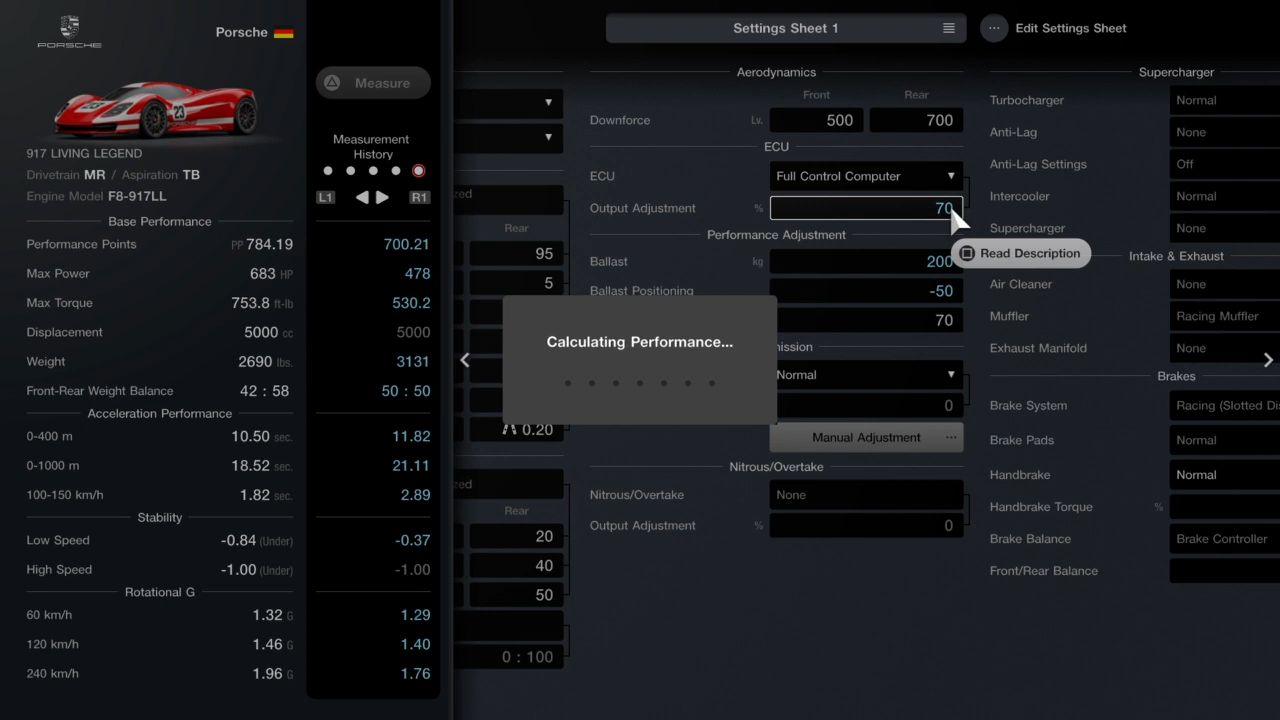 PORSCHE
Porsche
917 LIVING LEGEND
Drivetrain MR / Aspiration TB
Engine Model F8-917LL
Base Performance
Performance Points PP 784.19
Max Power 683 HP
Max Torque 753.8 ft-lb
Displacement 5000 cc
Weight 2690 lbs.
Front-Rear Weight Balance 42 : 58
Acceleration Performance
0-400 m 10.50 sec.
0-1000 m 18.52 sec.
100-150 km/h 1.82 sec.
Stability
Low Speed -0.84 (Under)
High Speed -1.00 (Under)
Rotational G
60 km/h 1.32 G
120 km/h 1.46 G
240 km/h 1.96 G
Measure
Measurement
History
L1 R1
700.21
478
530.2
5000
3131
50 : 50
11.82
21.11
2.89
-0.37
-1.00
1.29
1.40
1.76
Settings Sheet 1
Edit Settings Sheet
zed
Rear
95
5
0.20
zed
Rear
20
40
50
0 : 100
Aerodynamics
Front Rear
Downforce Lv. 500 700
ECU
ECU Full Control Computer
Output Adjustment % 70
Performance Adjustment
Ballast kg 200
Ballast Positioning -50
70
mission
Normal
0
Manual Adjustment
Nitrous/Overtake
Nitrous/Overtake None
Output Adjustment % 0
Calculating Performance...
Read Description
Supercharger
Turbocharger Normal
Anti-Lag None
Anti-Lag Settings Off
Intercooler Normal
Supercharger None
Intake & Exhaust
Air Cleaner None
Muffler Racing Muffler
Exhaust Manifold None
Brakes
Brake System Racing (Slotted Di
Brake Pads Normal
Handbrake Normal
Handbrake Torque %
Brake Balance Brake Controller
Front/Rear Balance